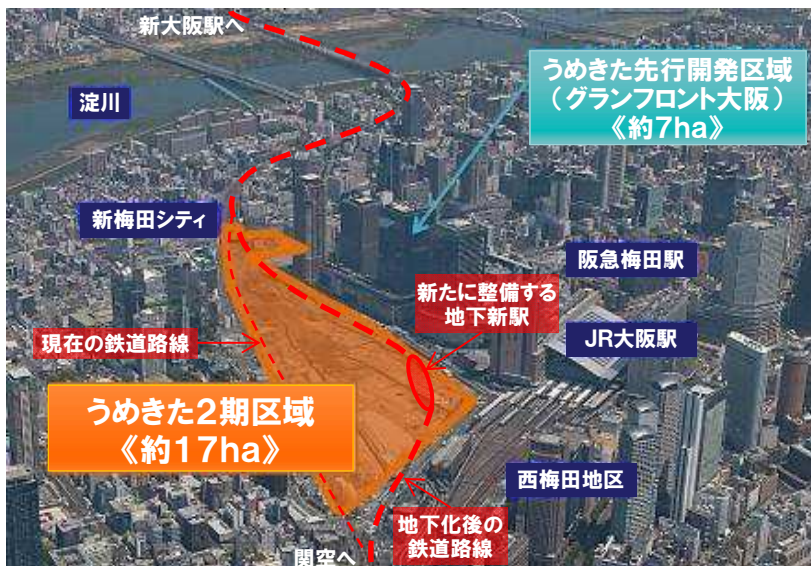 新大阪駅へ
淀川
うめきた先行開発区域
（グランフロント大阪）
《約7ha》
新梅田シティ
阪急梅田駅
新たに整備する
地下新駅
現在の鉄道路線
JR大阪駅
うめきた2期区域
《約17ha》
西梅田地区
地下化後の
鉄道路線
関空へ